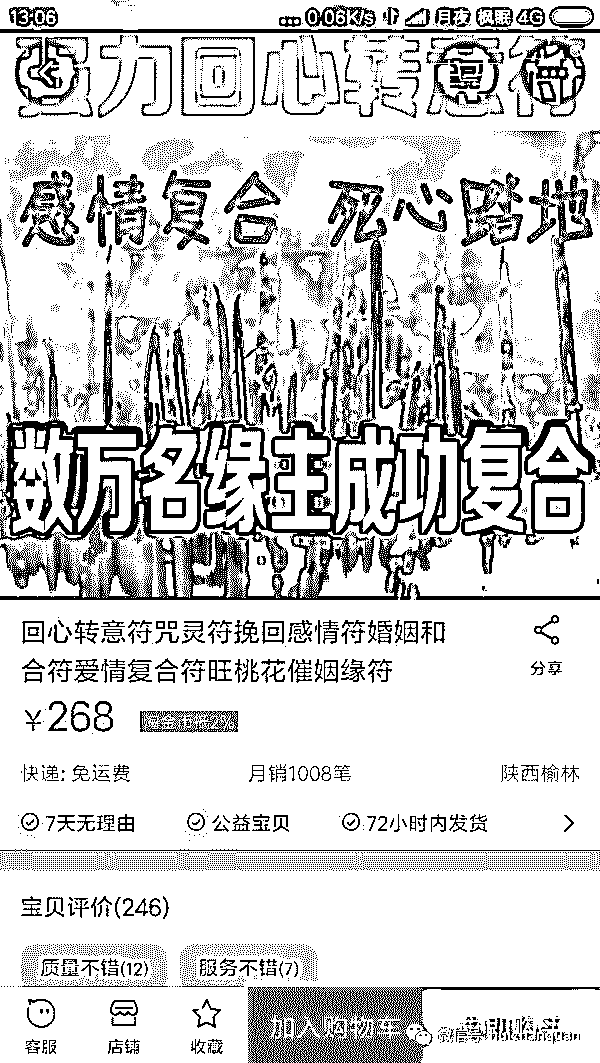 13:06 0.06K/s 4G
强力回心转意符
感情复合 死心踏地
数万名缘主成功复合
回心转意符咒灵符挽回感情符婚姻和
合符爱情复合符旺桃花催姻缘符
分享
¥268
快递: 免运费 月销1008笔 陕西榆林
7天无理由 公益宝贝 72小时内发货
宝贝评价(246)
质量不错(12) 服务不错(7)
客服 店铺 收藏 加入购物车